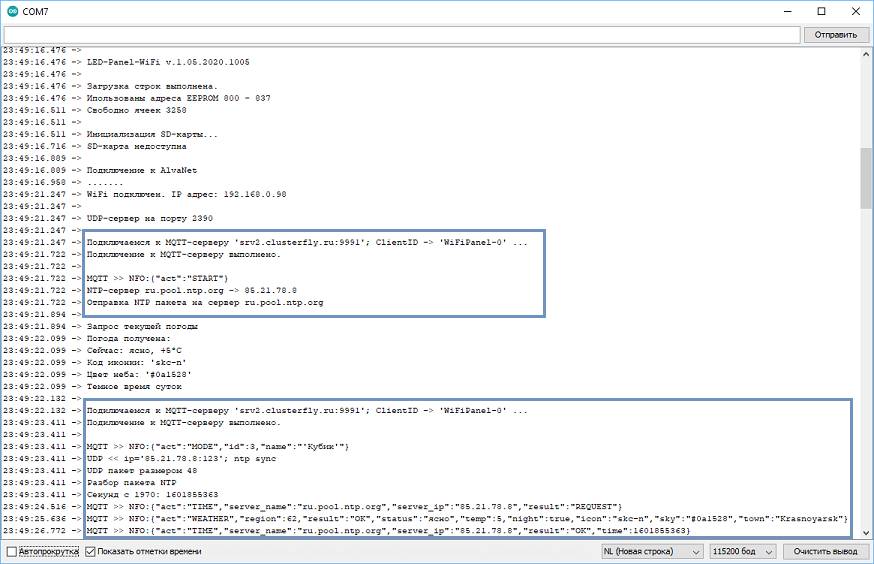 COM7
Отправить
23:49:16.476 ->
23:49:16.476 -> LED-Panel-WiFi v.1.05.2020.1005
23:49:16.476 ->
23:49:16.476 -> Загрузка строк выполнена.
23:49:16.476 -> Ипользованы адреса EEPROM 800 - 837
23:49:16.511 -> Свободно ячеек 3258
23:49:16.511 ->
23:49:16.511 -> Инициализация SD-карты...
23:49:16.716 -> SD-карта недоступна
23:49:16.889 ->
23:49:16.889 -> Подключение к AlvaNet
23:49:16.958 -> .......
23:49:21.247 -> WiFi подключен. IP адрес: 192.168.0.98
23:49:21.247 ->
23:49:21.247 -> UDP-сервер на порту 2390
23:49:21.247 ->
23:49:21.247 -> Подключаемся к MQTT-серверу 'srv2.clusterfly.ru:9991'; ClientID -> 'WiFiPanel-0' ...
23:49:21.722 -> Подключение к MQTT-серверу выполнено.
23:49:21.722 ->
23:49:21.722 -> MQTT >> NFO:{"act":"START"}
23:49:21.722 -> NTP-сервер ru.pool.ntp.org -> 85.21.78.8
23:49:21.722 -> Отправка NTP пакета на сервер ru.pool.ntp.org
23:49:21.894 ->
23:49:21.894 -> Запрос текущей погоды
23:49:22.099 -> Погода получена:
23:49:22.099 -> Сейчас: ясно, +5°C
23:49:22.099 -> Код иконки: 'skc-n'
23:49:22.099 -> Цвет неба: '#0a1528'
23:49:22.099 -> Темное время суток
23:49:22.132 ->
23:49:22.132 -> Подключаемся к MQTT-серверу 'srv2.clusterfly.ru:9991'; ClientID -> 'WiFiPanel-0' ...
23:49:23.411 -> Подключение к MQTT-серверу выполнено.
23:49:23.411 ->
23:49:23.411 -> MQTT >> NFO:{"act":"MODE","id":3,"name":"'Кубик'"}
23:49:23.411 -> UDP << ip='85.21.78.8:123'; ntp sync
23:49:23.411 -> UDP пакет размером 48
23:49:23.411 -> Разбор пакета NTP
23:49:23.411 -> Секунд с 1970: 1601855363
23:49:24.516 -> MQTT >> NFO:{"act":"TIME","server_name":"ru.pool.ntp.org","server_ip":"85.21.78.8","result":"REQUEST"}
23:49:25.636 -> MQTT >> NFO:{"act":"WEATHER","region":62,"result":"OK","status":"ясно","temp":5,"night":true,"icon":"skc-n","sky":"#0a1528","town":"Krasnoyarsk"}
23:49:26.772 -> MQTT >> NFO:{"act":"TIME","server_name":"ru.pool.ntp.org","server_ip":"85.21.78.8","result":"OK","time":1601855363}
Автопрокрутка Показать отметки времени NL (Новая строка) 115200 бод Очистить вывод